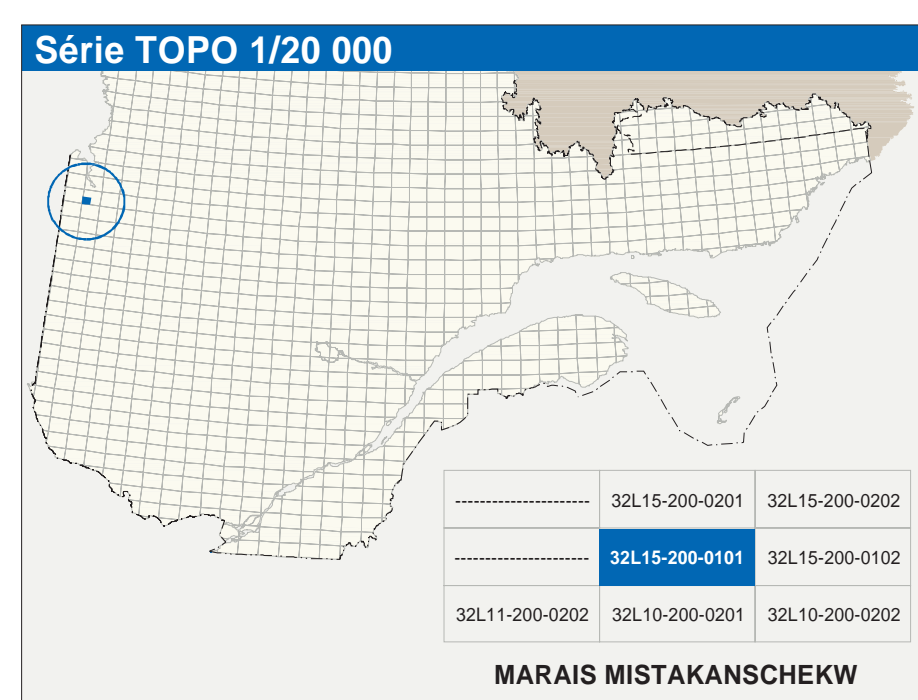 Série TOPO 1/20 000
---------------------- 32L15-200-0201 32L15-200-0202
---------------------- 32L15-200-0101 32L15-200-0102
32L11-200-0202 32L10-200-0201 32L10-200-0202
MARAIS MISTAKANSCHEKW